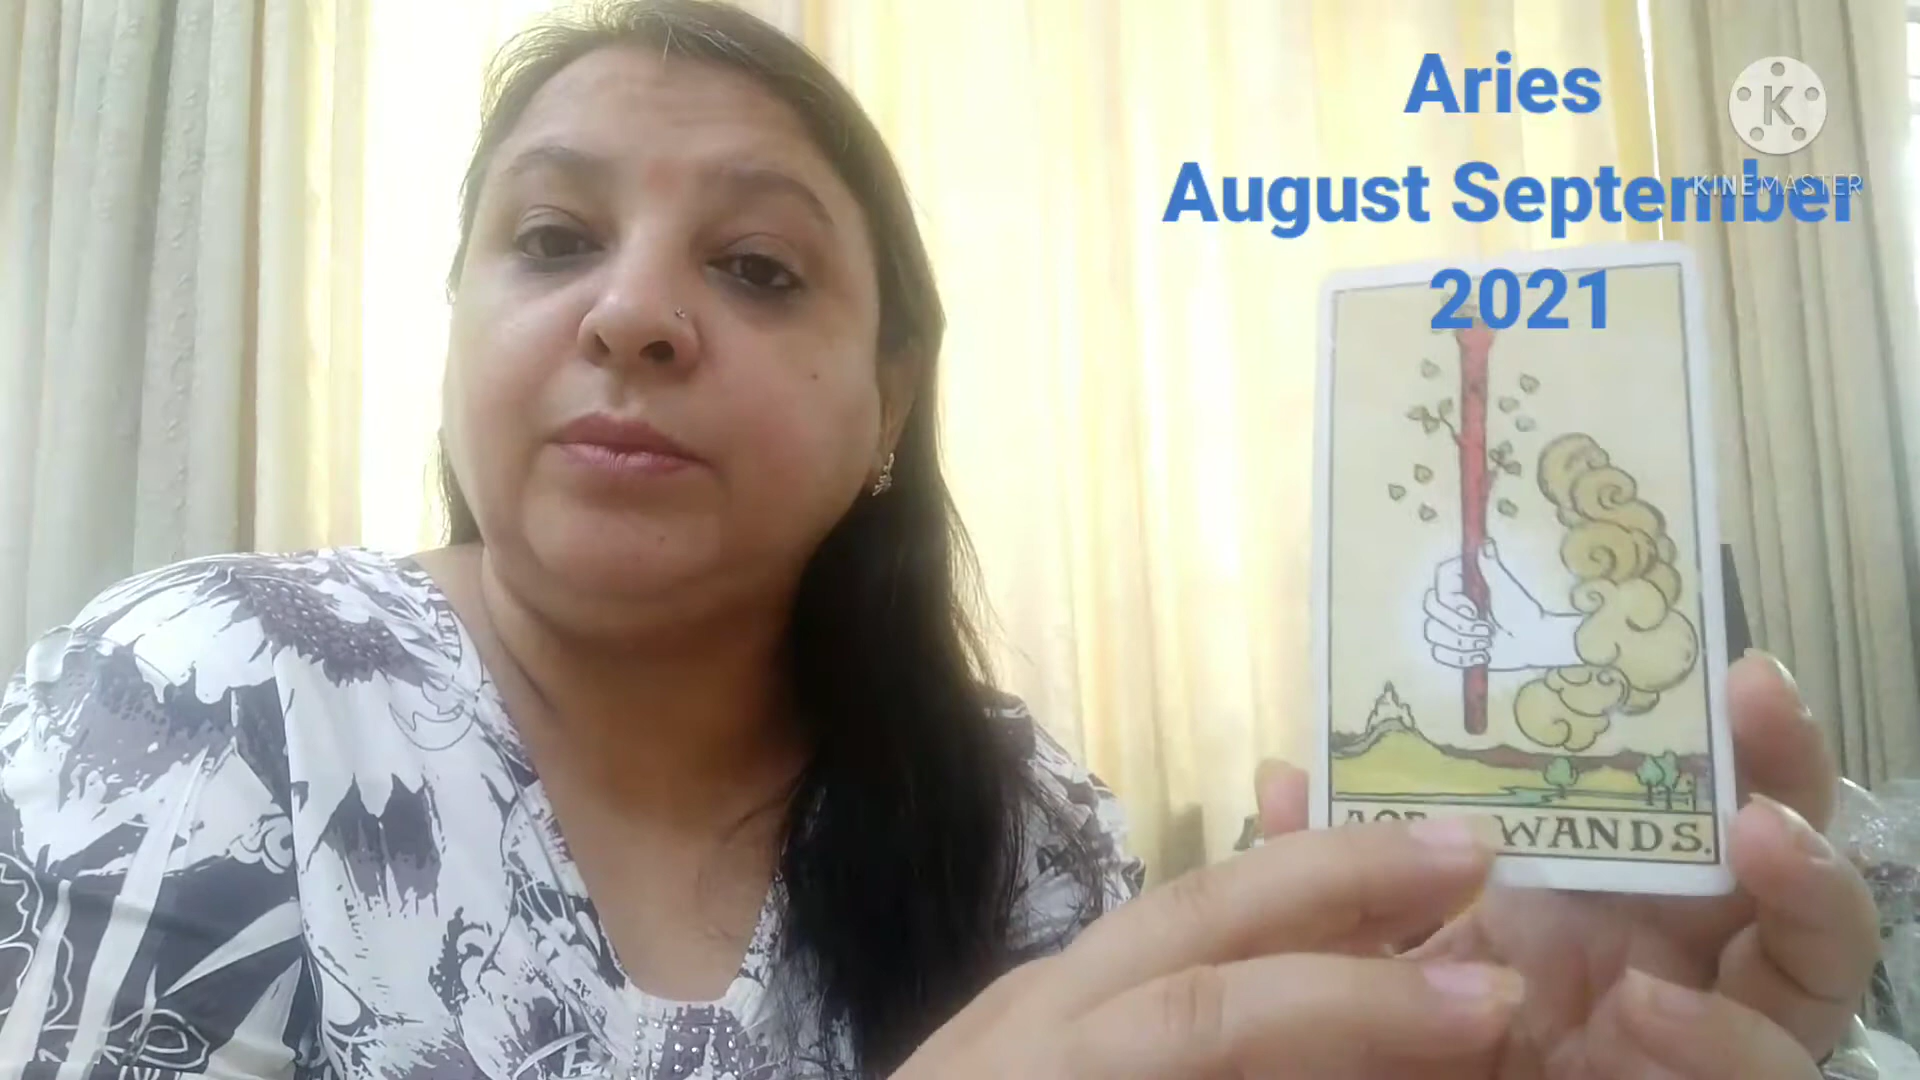 Aries
K
KINEMASTER
August September
2021
WANDS.